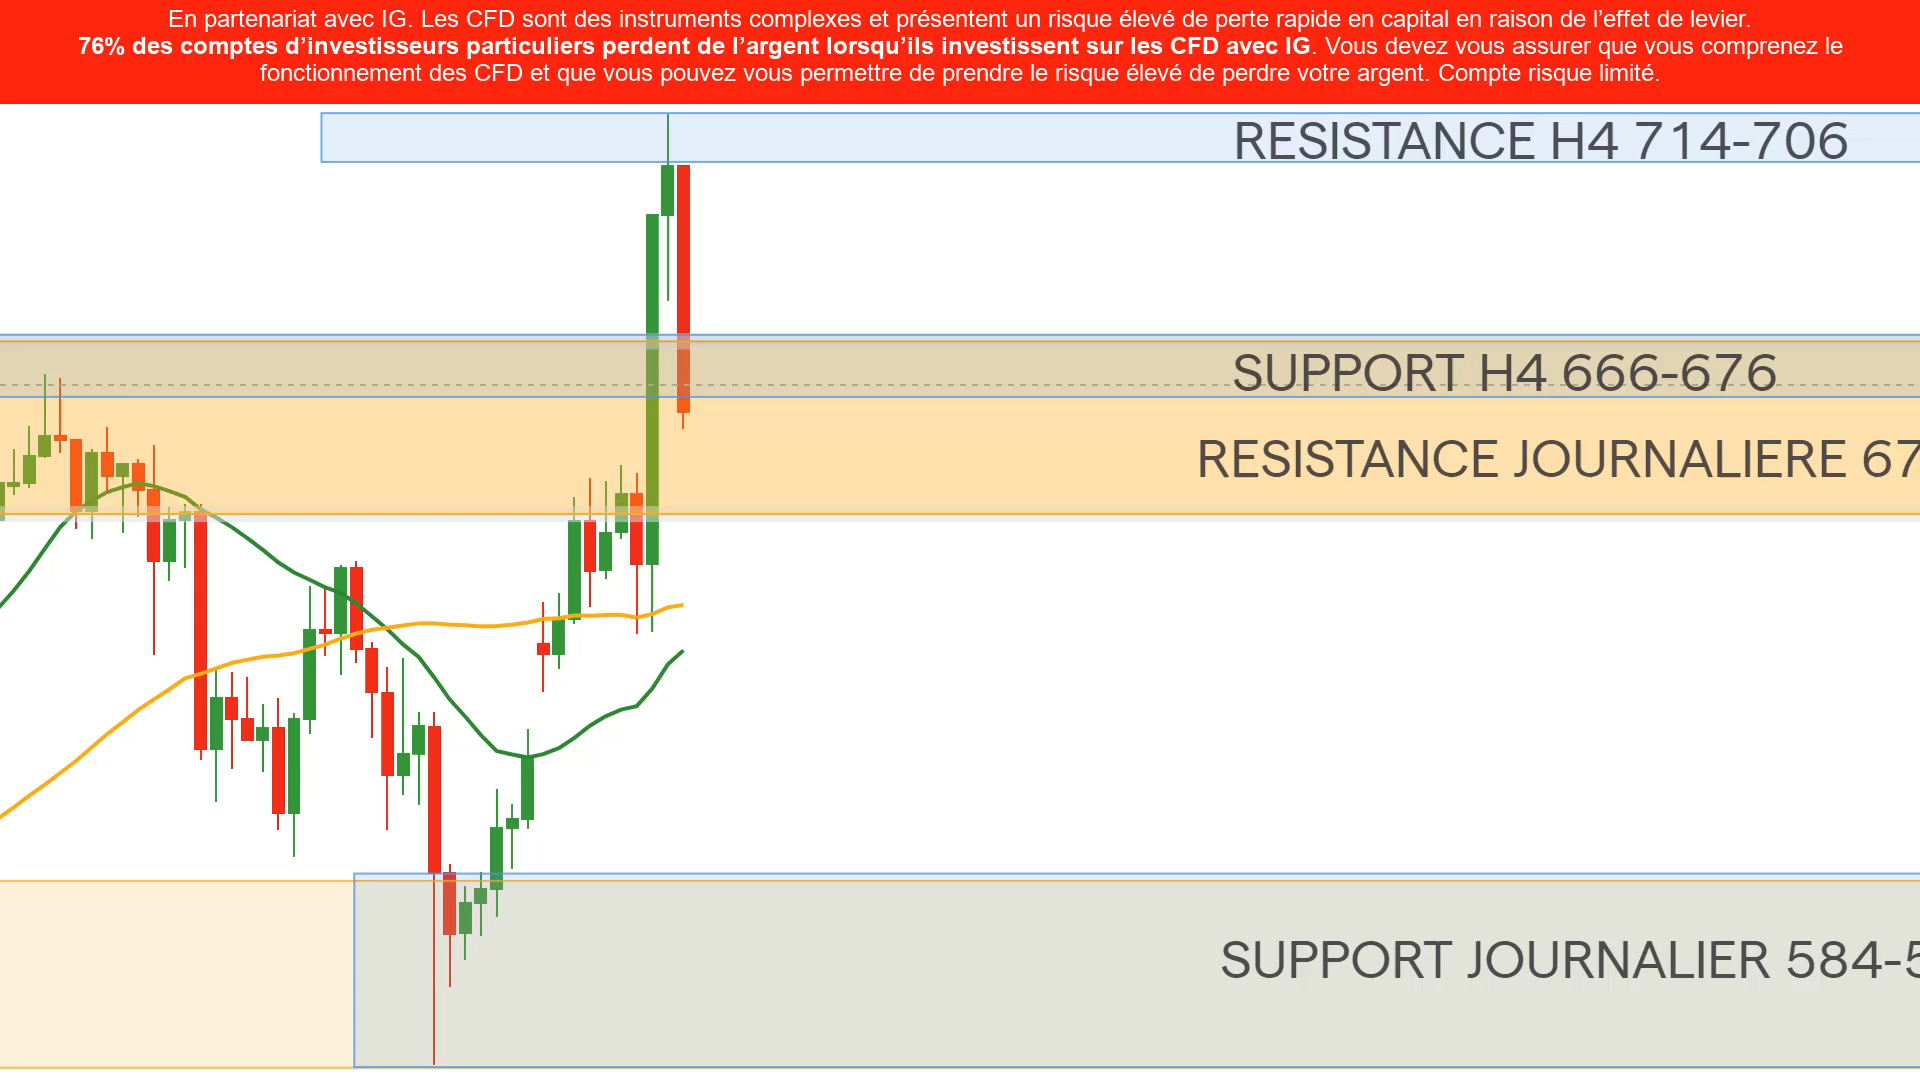 En partenariat avec IG. Les CFD sont des instruments complexes et présentent un risque élevé de perte rapide en capital en raison de l’effet de levier.
76% des comptes d’investisseurs particuliers perdent de l’argent lorsqu’ils investissent sur les CFD avec IG. Vous devez vous assurer que vous comprenez le
fonctionnement des CFD et que vous pouvez vous permettre de prendre le risque élevé de perdre votre argent. Compte risque limité.
RESISTANCE H4 714-706
SUPPORT H4 666-676
RESISTANCE JOURNALIERE 67
SUPPORT JOURNALIER 584-5